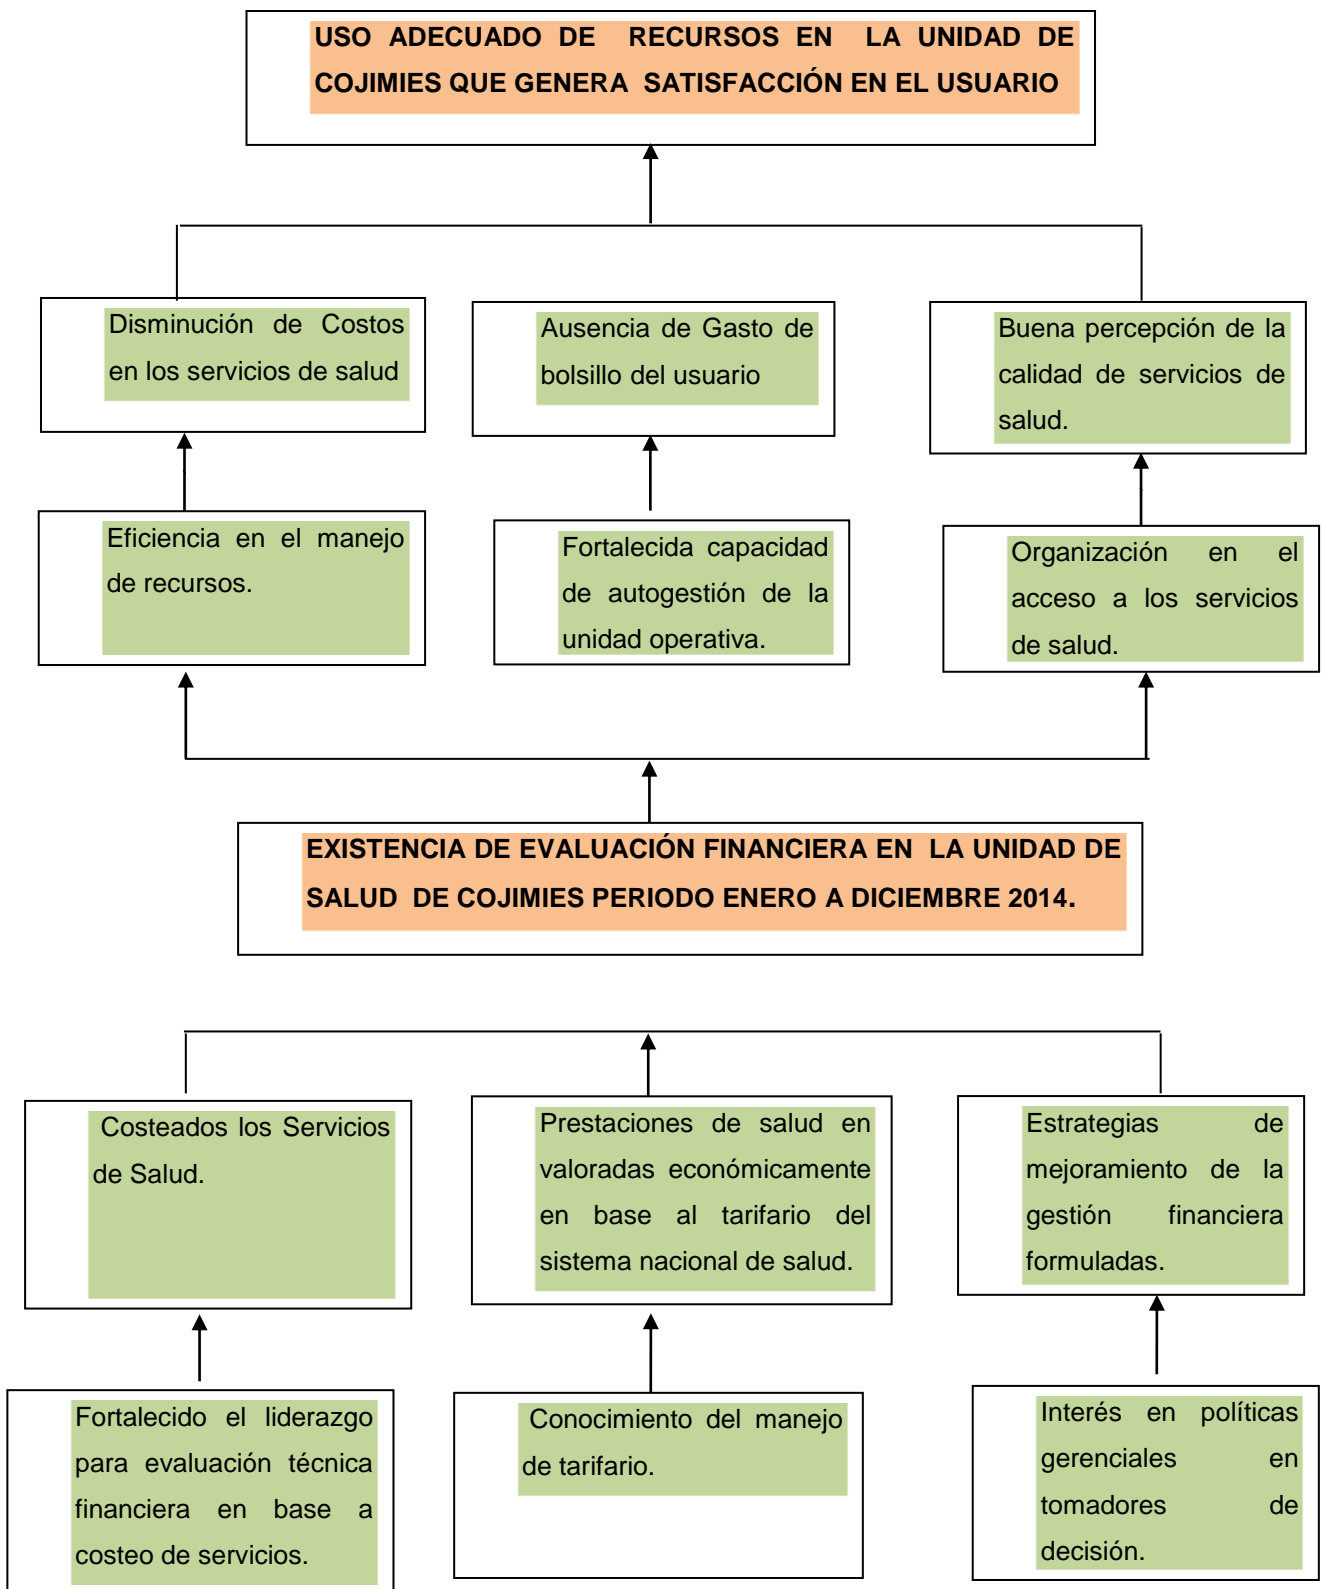 USO ADECUADO DE RECURSOS EN LA UNIDAD DE
COJIMIES QUE GENERA SATISFACCIÓN EN EL USUARIO
Disminución de Costos
en los servicios de salud
Ausencia de Gasto de
bolsillo del usuario
Buena percepción de la
calidad de servicios de
salud.
Eficiencia en el manejo
de recursos.
Fortalecida capacidad
de autogestión de la
unidad operativa.
Organización en el
acceso a los servicios
de salud.
EXISTENCIA DE EVALUACIÓN FINANCIERA EN LA UNIDAD DE
SALUD DE COJIMIES PERIODO ENERO A DICIEMBRE 2014.
Costeados los Servicios
de Salud.
Prestaciones de salud en
valoradas económicamente
en base al tarifario del
sistema nacional de salud.
Estrategias de
mejoramiento de la
gestión financiera
formuladas.
Fortalecido el liderazgo
para evaluación técnica
financiera en base a
costeo de servicios.
Conocimiento del manejo
de tarifario.
Interés en políticas
gerenciales en
tomadores de
decisión.